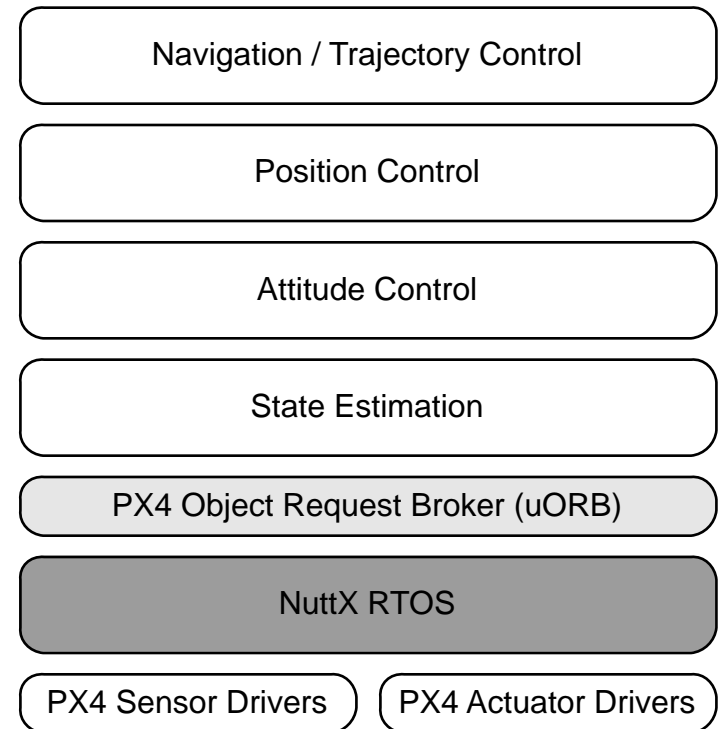 Navigation / Trajectory Control
Position Control
Attitude Control
State Estimation
PX4 Object Request Broker (uORB)
NuttX RTOS
PX4 Sensor Drivers
PX4 Actuator Drivers